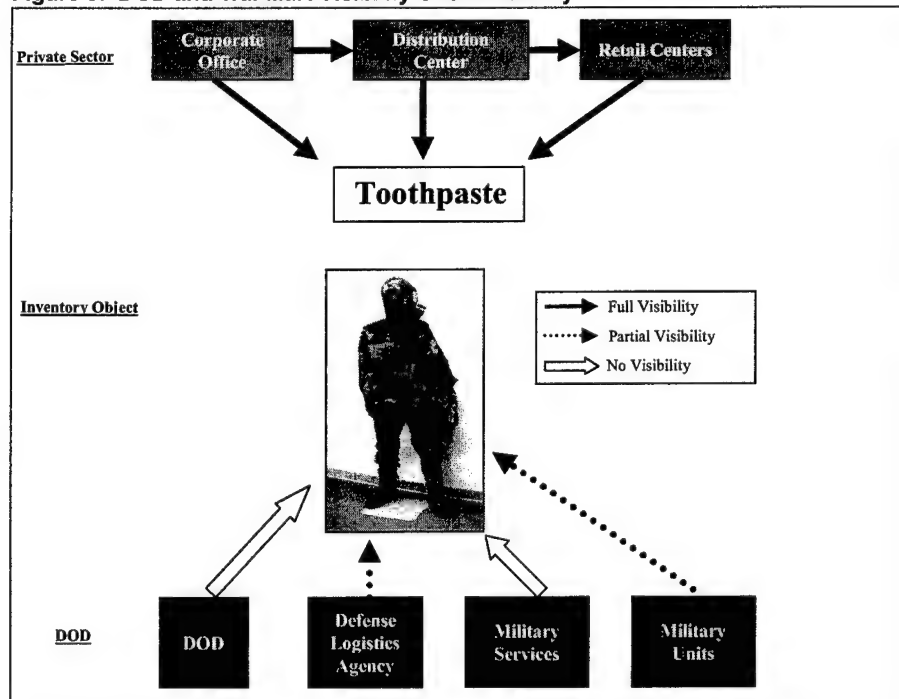 Private Sector
Corporate
Office
Distribution
Center
Retail Centers
Toothpaste
Inventory Object
Full Visibility
Partial Visibility
No Visibility
DOD
DOD
Defense
Logistics
Agency
Military
Services
Military
Units